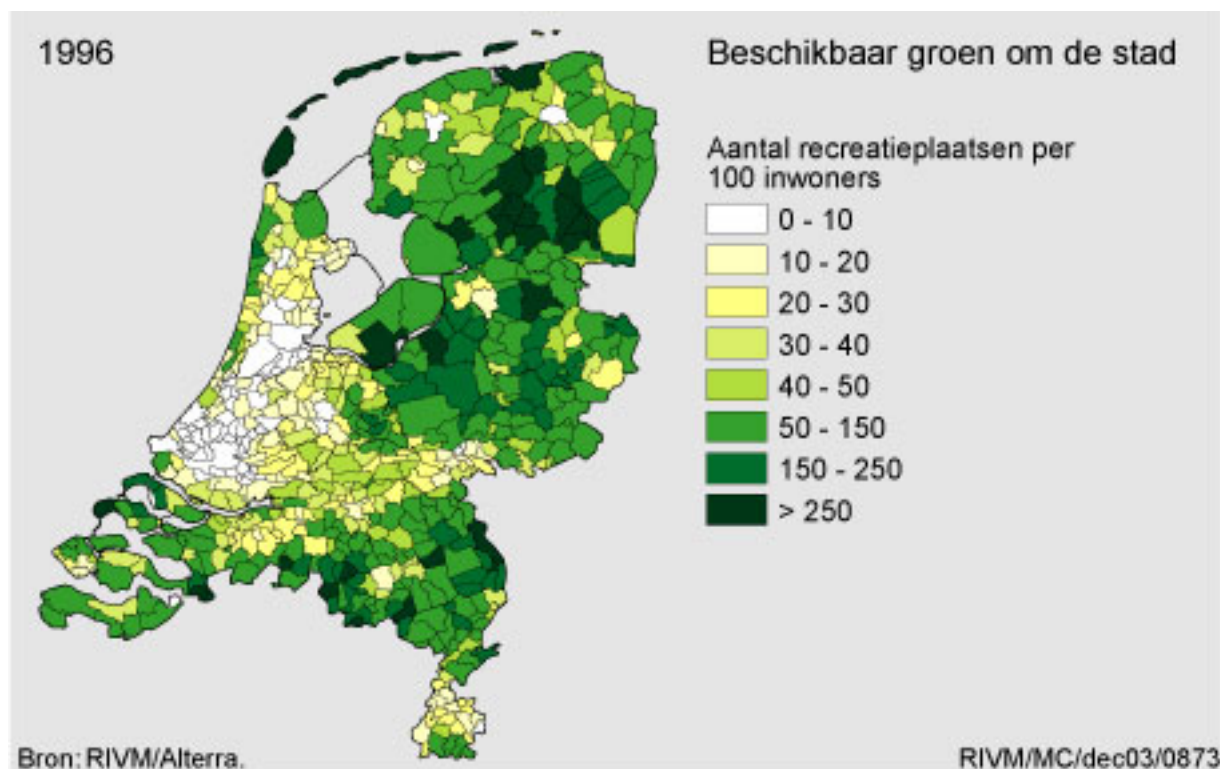 1996
Beschikbaar groen om de stad
Aantal recreatieplaatsen per
100 inwoners
0 - 10
10 - 20
20 - 30
30 - 40
40 - 50
50 - 150
150 - 250
> 250
Bron: RIVM/Alterra.
RIVM/MC/dec03/0873